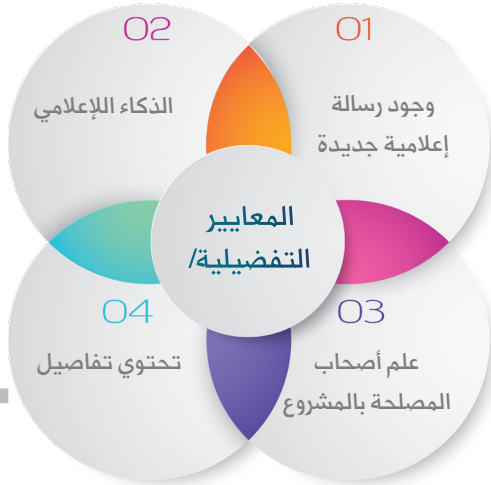 01
وجود رسالة
إعلامية جديدة
02
الذكاء اللإعلامي
المعايير
التفضيلية/
03
علم أصحاب
المصلحة بالمشروع
04
تحتوي تفاصيل